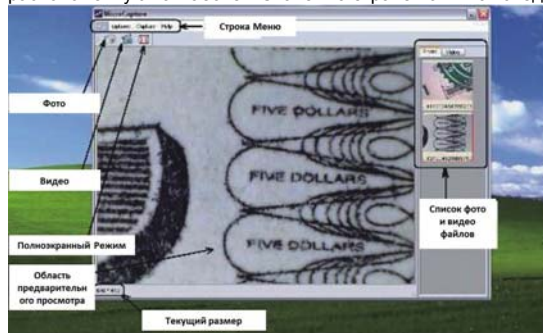 MicroCapture
Options Capture Help
Строка Меню
Фото
Видео
Полноэкранный Режим
Область
предварительн
ого просмотра
Текущий размер
Список фото
и видео
файлов
FIVE DOLLARS
FIVE DOLLARS
FIVE DOLLARS